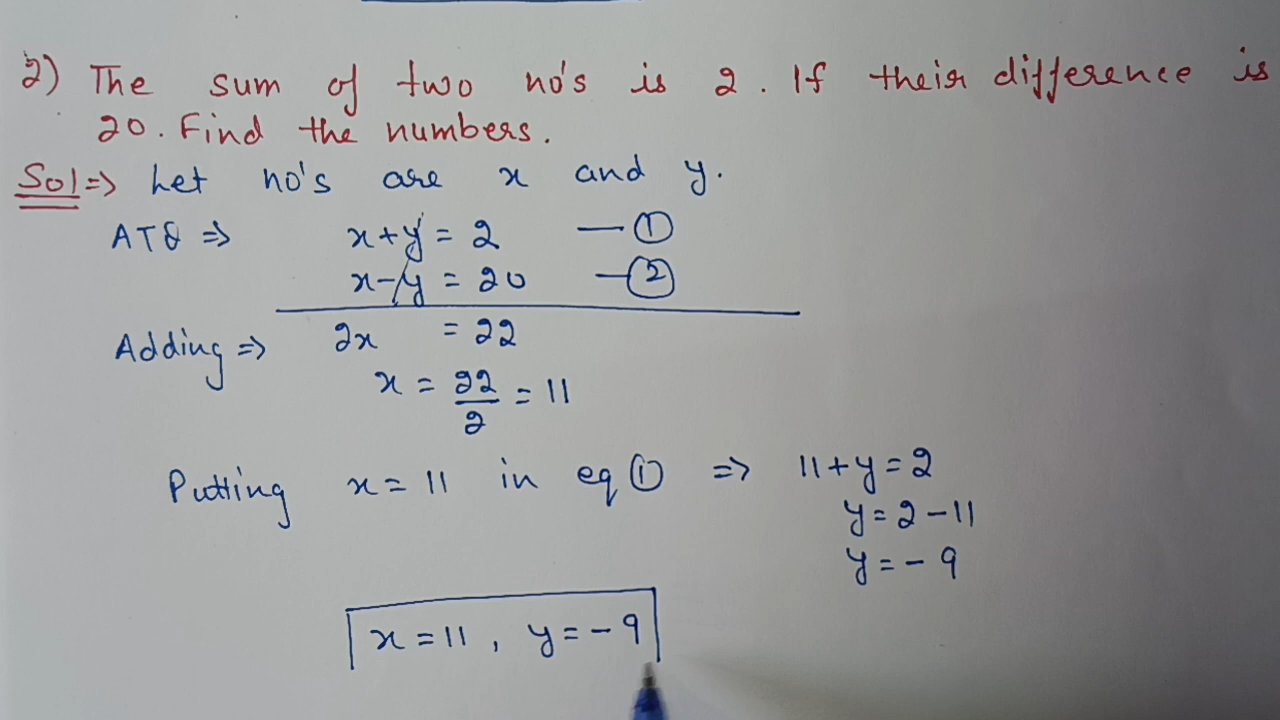 2) The sum of two no's is 2. If their difference is
20. Find the numbers.
Sol => Let no's are x and y.
ATQ => x+y = 2 — ①
x-y = 20 — ②
Adding => 2x = 22
x = 22/2 = 11
Putting x = 11 in eq ① => 11+y = 2
y = 2 - 11
y = - 9
x = 11 , y = - 9